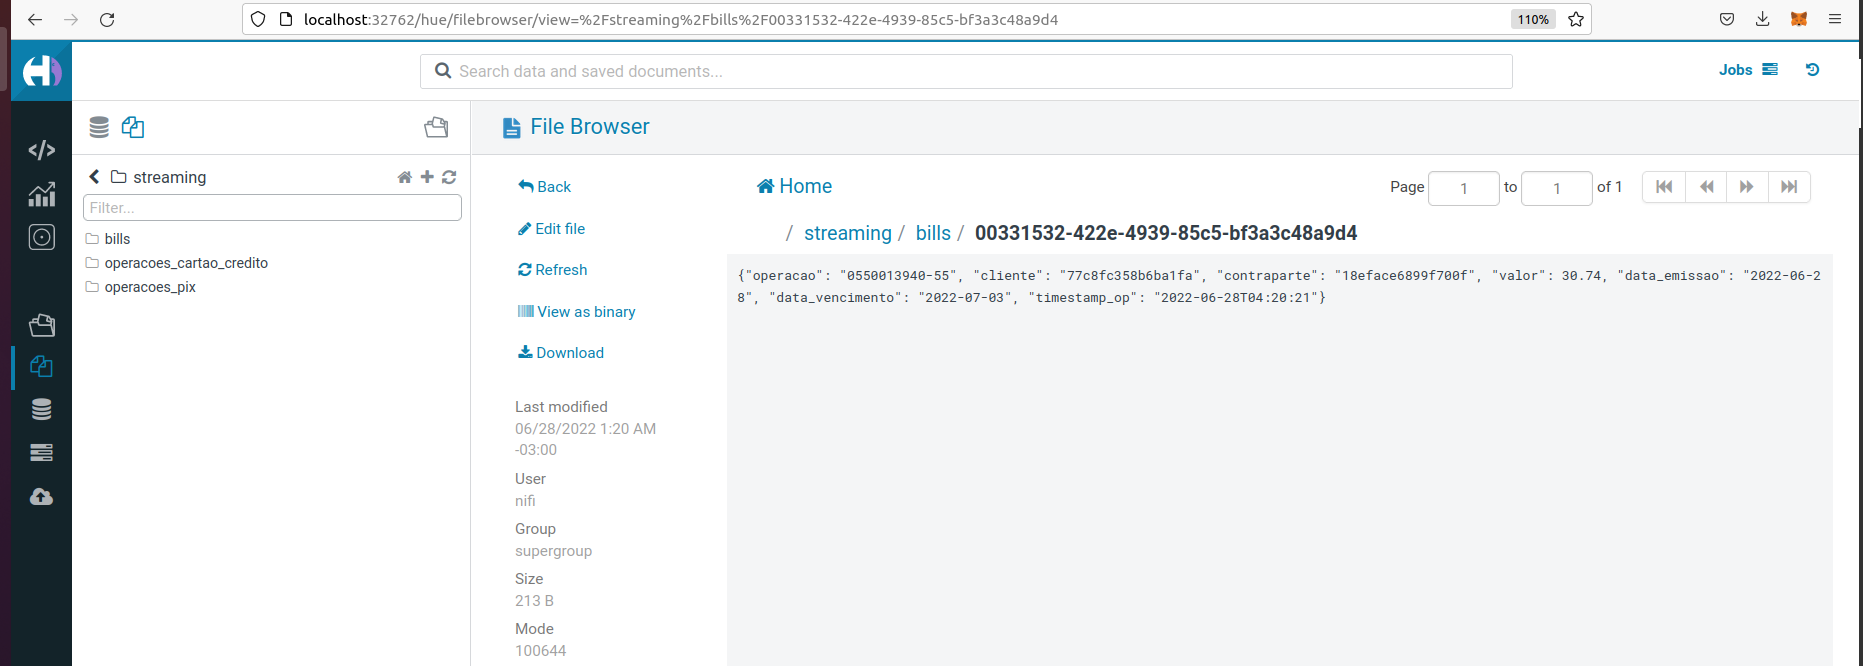 localhost:32762/hue/filebrowser/view=%2Fstreaming%2Fbills%2F00331532-422e-4939-85c5-bf3a3c48a9d4
110%
Search data and saved documents...
Jobs
File Browser
streaming
Filter...
bills
operacoes_cartao_credito
operacoes_pix
Back
Edit file
Refresh
View as binary
Download
Last modified
06/28/2022 1:20 AM
-03:00
User
nifi
Group
supergroup
Size
213 B
Mode
100644
Home
Page 1 to 1 of 1
/ streaming / bills / 00331532-422e-4939-85c5-bf3a3c48a9d4
{"operacao": "0550013940-55", "cliente": "77c8fc358b6ba1fa", "contraparte": "18eface6899f700f", "valor": 30.74, "data_emissao": "2022-06-2
8", "data_vencimento": "2022-07-03", "timestamp_op": "2022-06-28T04:20:21"}